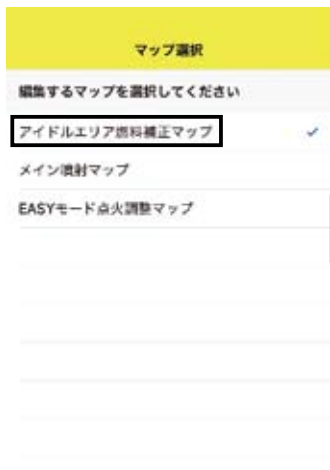 マップ選択
編集するマップを選択してください
アイドルエリア燃料補正マップ
メイン噴射マップ
EASYモード点火調整マップ